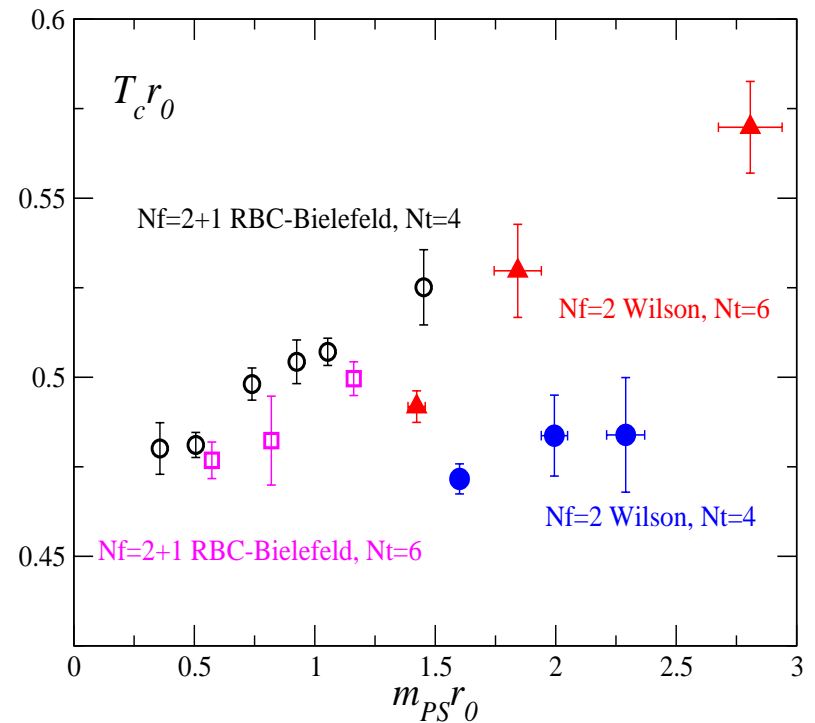 0.6
T_c r_0
0.55
Nf=2+1 RBC-Bielefeld, Nt=4
Nf=2 Wilson, Nt=6
0.5
Nf=2 Wilson, Nt=4
Nf=2+1 RBC-Bielefeld, Nt=6
0.45
0 0.5 1 1.5 2 2.5 3
m_PS r_0